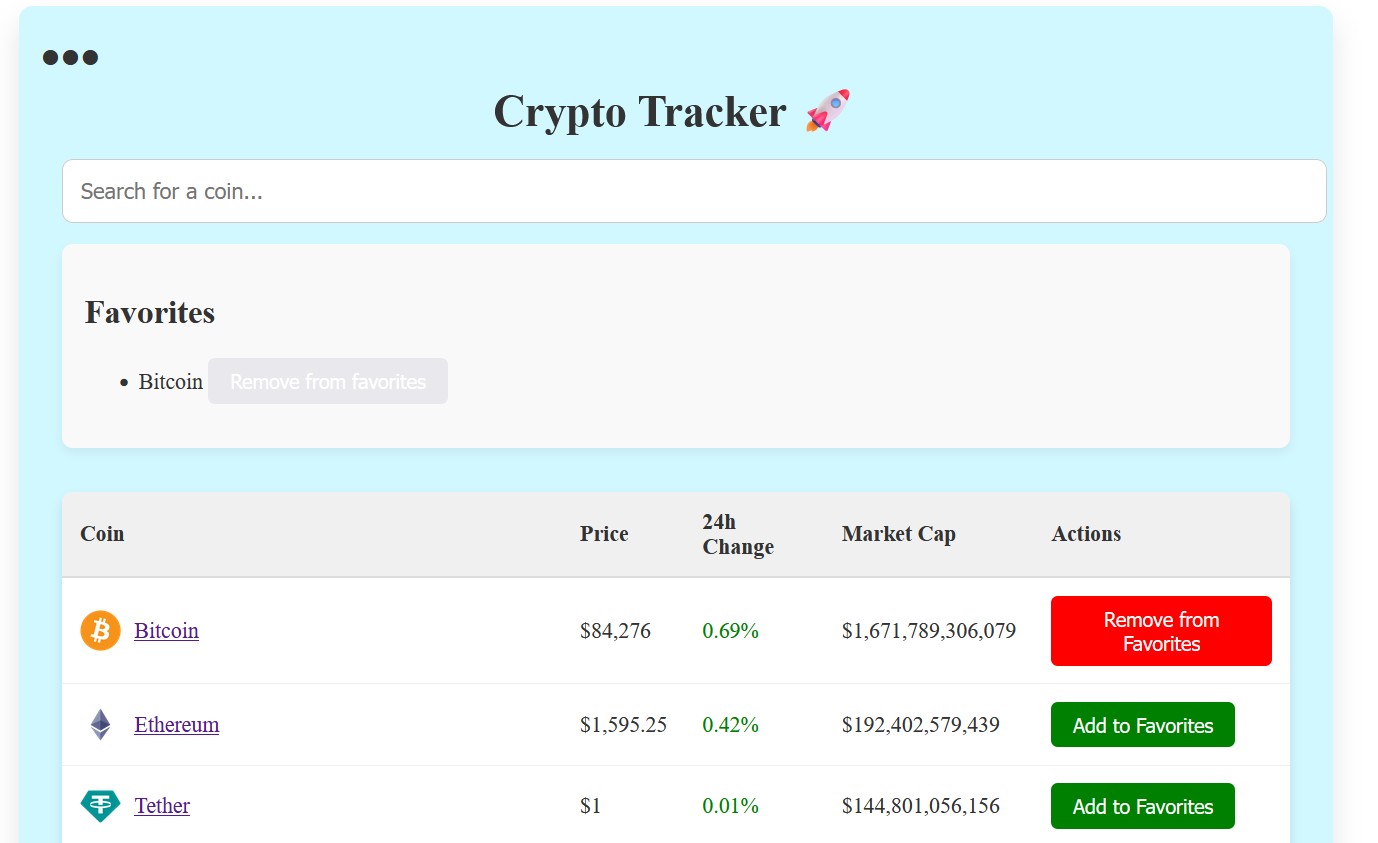 Crypto Tracker 🚀
Search for a coin...
Favorites
• Bitcoin Remove from favorites
Coin Price 24h Change Market Cap Actions
Bitcoin $84,276 0.69% $1,671,789,306,079 Remove from Favorites
Ethereum $1,595.25 0.42% $192,402,579,439 Add to Favorites
Tether $1 0.01% $144,801,056,156 Add to Favorites